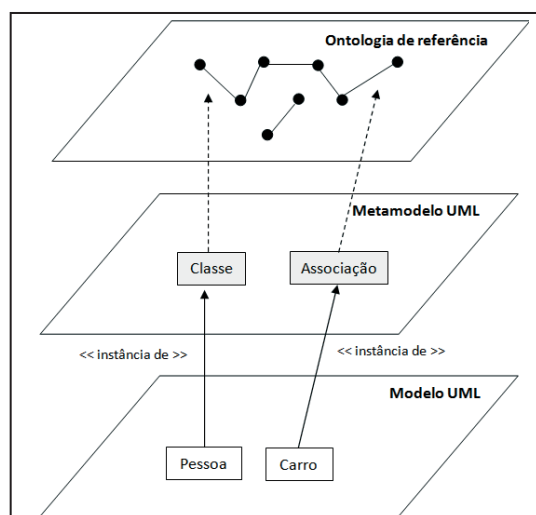 Ontologia de referência
Metamodelo UML
Classe
Associação
<< instância de >>
<< instância de >>
Modelo UML
Pessoa
Carro